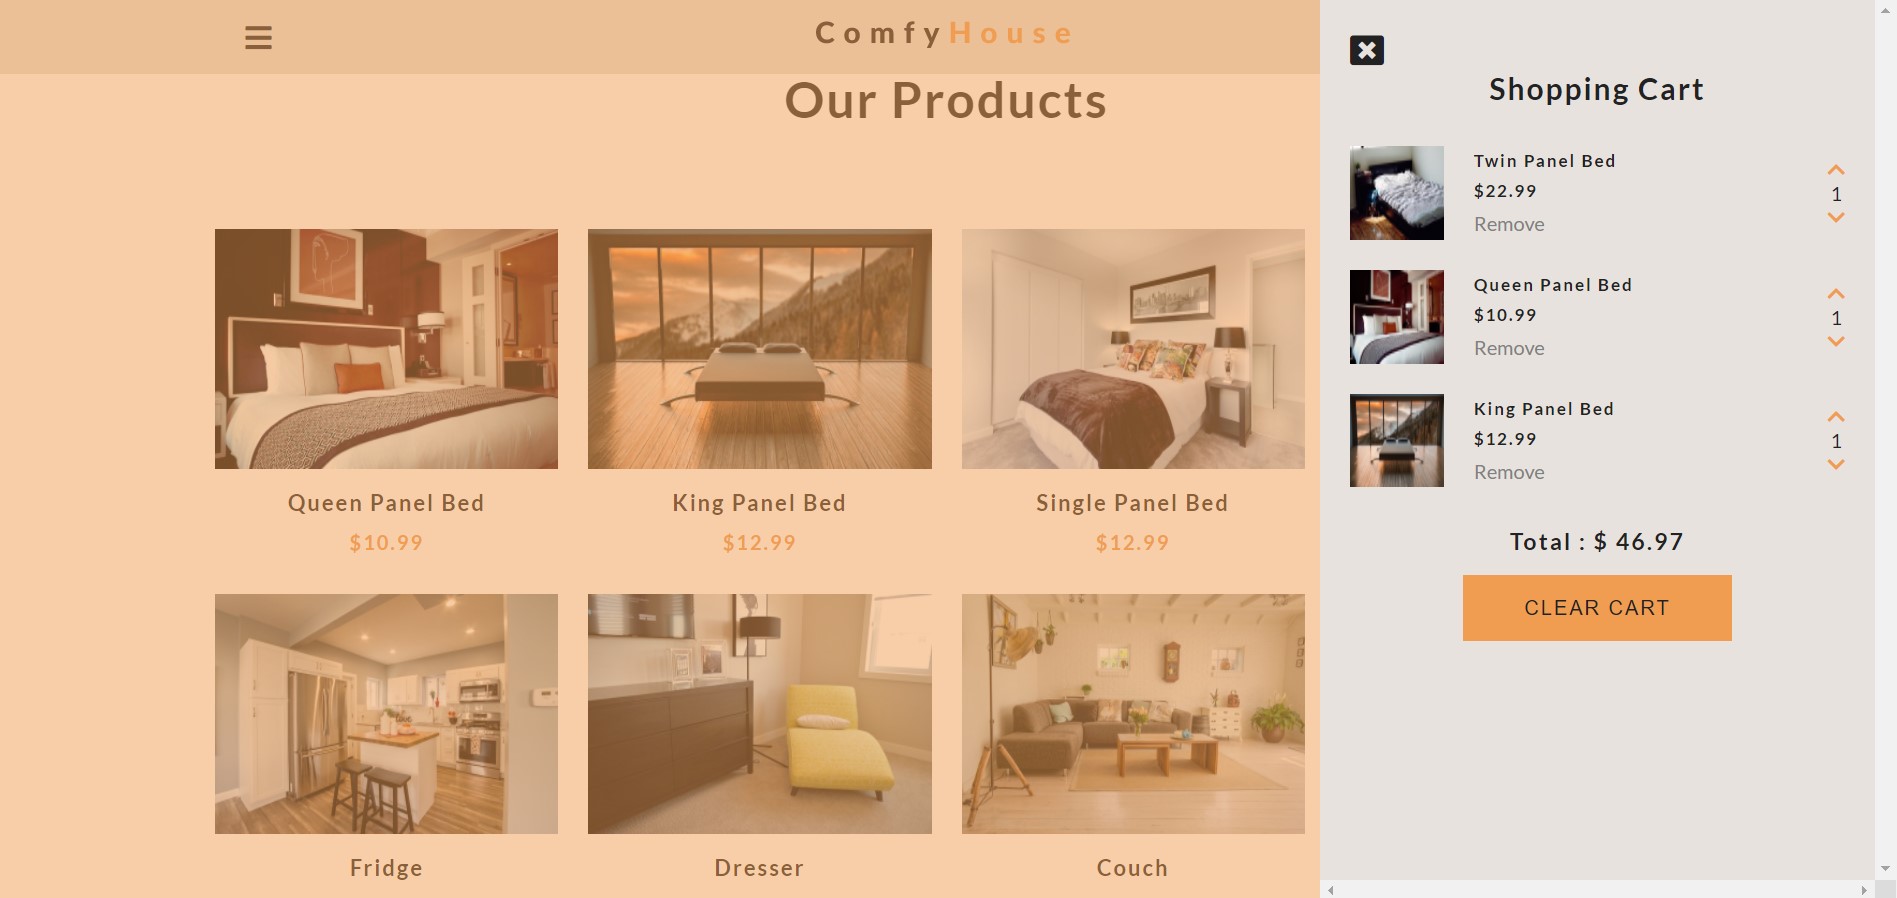 ComfyHouse
Our Products
Queen Panel Bed
$10.99
King Panel Bed
$12.99
Single Panel Bed
$12.99
Fridge
Dresser
Couch
Shopping Cart
Twin Panel Bed
$22.99
Remove
1
Queen Panel Bed
$10.99
Remove
1
King Panel Bed
$12.99
Remove
1
Total : $ 46.97
CLEAR CART